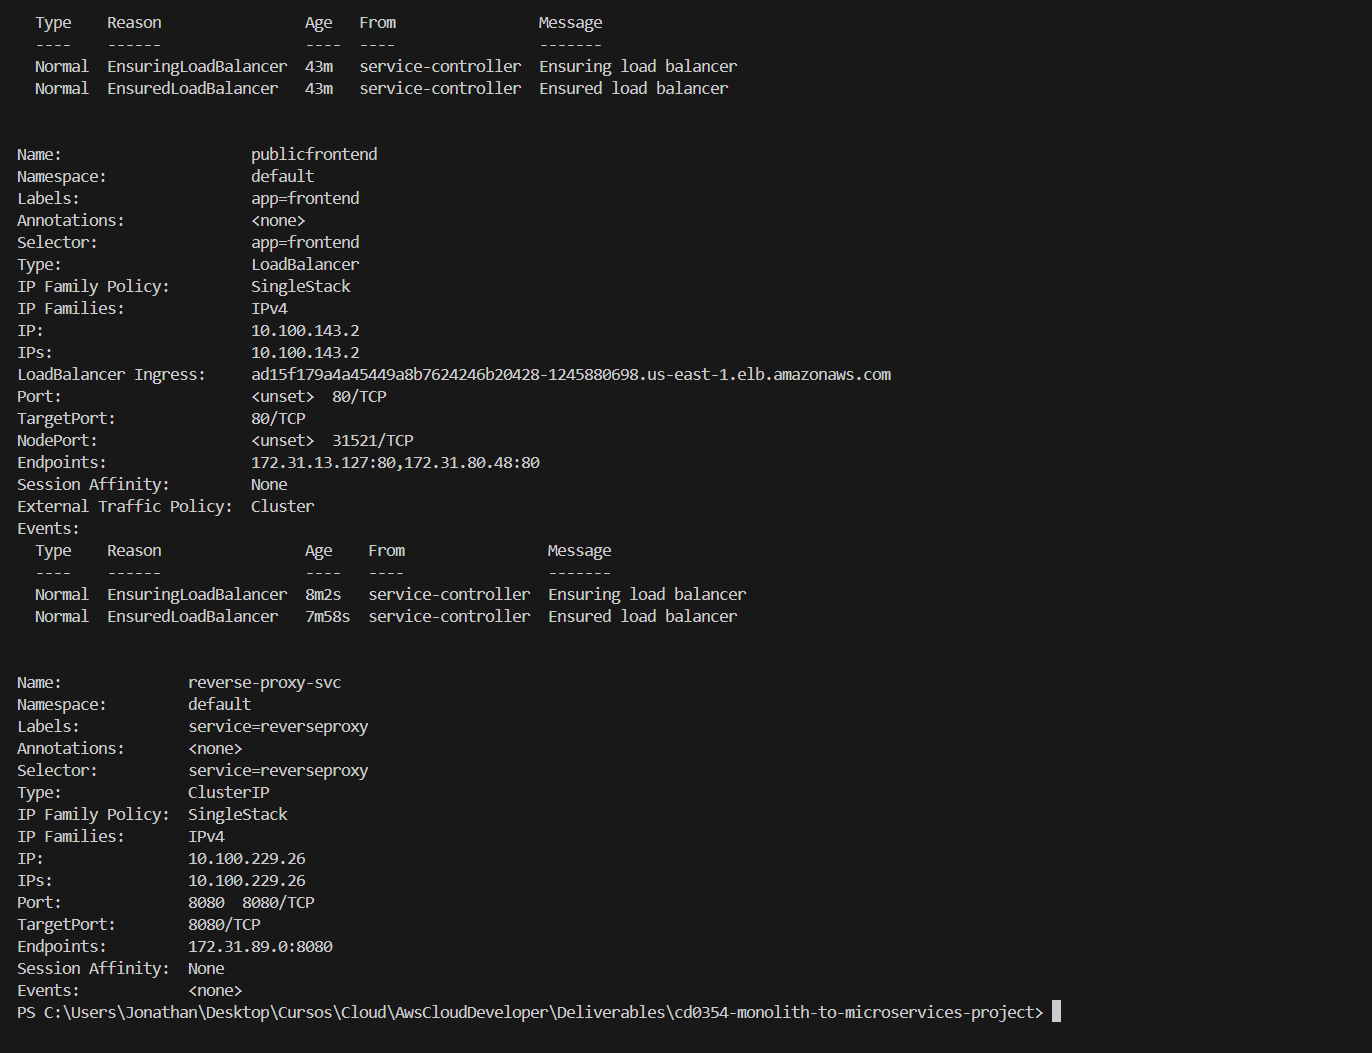 Type    Reason                Age   From                Message
----    ------                ----  ----                -------
Normal  EnsuringLoadBalancer  43m   service-controller  Ensuring load balancer
Normal  EnsuredLoadBalancer   43m   service-controller  Ensured load balancer
Name:                     publicfrontend
Namespace:                default
Labels:                   app=frontend
Annotations:              <none>
Selector:                 app=frontend
Type:                     LoadBalancer
IP Family Policy:         SingleStack
IP Families:              IPv4
IP:                       10.100.143.2
IPs:                      10.100.143.2
LoadBalancer Ingress:     ad15f179a4a45449a8b7624246b20428-1245880698.us-east-1.elb.amazonaws.com
Port:                     <unset>  80/TCP
TargetPort:               80/TCP
NodePort:                 <unset>  31521/TCP
Endpoints:                172.31.13.127:80,172.31.80.48:80
Session Affinity:         None
External Traffic Policy:  Cluster
Events:
Type    Reason                Age    From                Message
----    ------                ----   ----                -------
Normal  EnsuringLoadBalancer  8m2s   service-controller  Ensuring load balancer
Normal  EnsuredLoadBalancer   7m58s  service-controller  Ensured load balancer
Name:              reverse-proxy-svc
Namespace:         default
Labels:            service=reverseproxy
Annotations:       <none>
Selector:          service=reverseproxy
Type:              ClusterIP
IP Family Policy:  SingleStack
IP Families:       IPv4
IP:                10.100.229.26
IPs:               10.100.229.26
Port:              8080  8080/TCP
TargetPort:        8080/TCP
Endpoints:         172.31.89.0:8080
Session Affinity:  None
Events:            <none>
PS C:\Users\Jonathan\Desktop\Cursos\Cloud\AwsCloudDeveloper\Deliverables\cd0354-monolith-to-microservices-project>